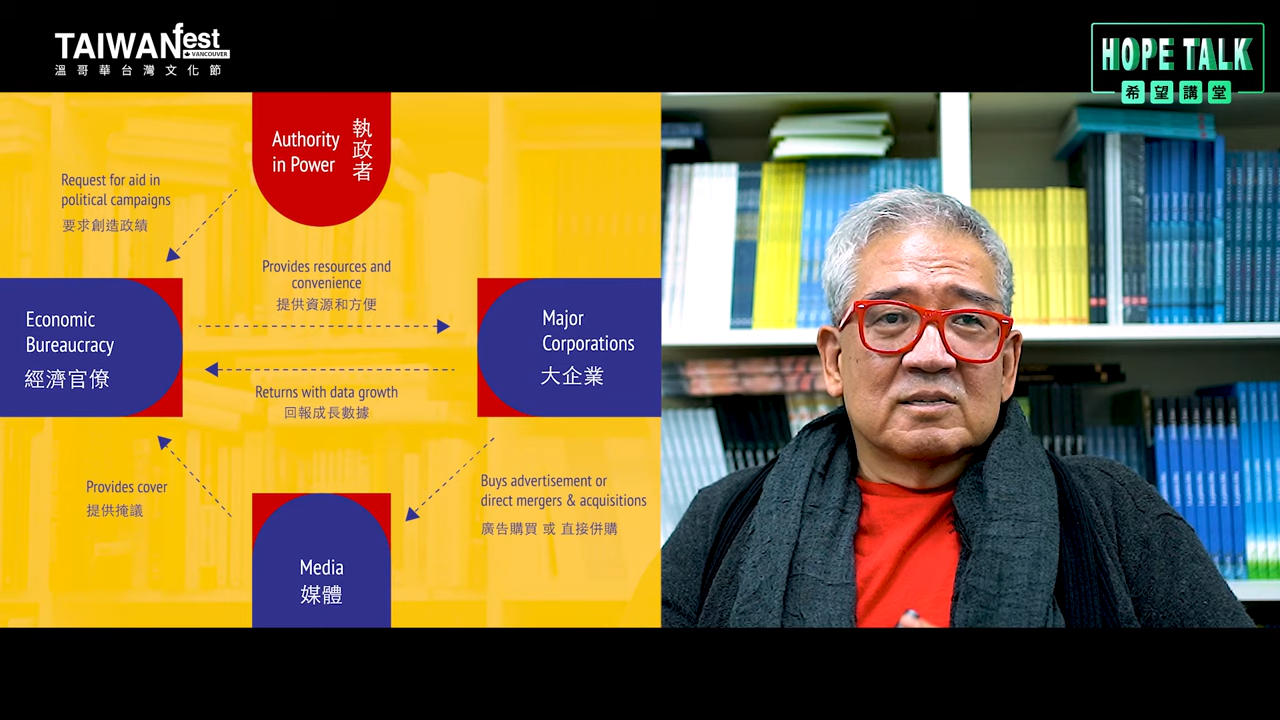 TAIWANfest
VANCOUVER
溫哥華台灣文化節
HOPE TALK
希望講堂
Authority
in Power
執政者
Request for aid in
political campaigns
要求創造政績
Provides resources and
convenience
提供資源和方便
Economic
Bureaucracy
經濟官僚
Major
Corporations
大企業
Returns with data growth
回報成長數據
Provides cover
提供掩護
Buys advertisement or
direct mergers & acquisitions
廣告購買 或 直接併購
Media
媒體